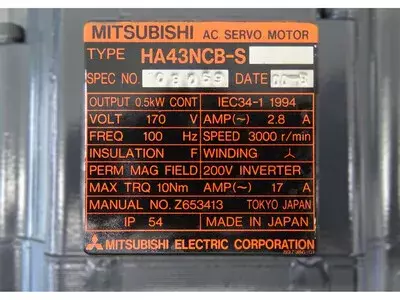 MITSUBISHI AC SERVO MOTOR
TYPE HA43NCB-S
SPEC NO. 08059 DATE
OUTPUT 0.5kW CONT IEC34-1 1994
VOLT 170 V AMP(~) 2.8 A
FREQ 100 Hz SPEED 3000 r/min
INSULATION F WINDING
PERM MAG FIELD 200V INVERTER
MAX TRQ 10Nm AMP(~) 17 A
MANUAL NO. Z653413 TOKYO JAPAN
IP 54 MADE IN JAPAN
MITSUBISHI ELECTRIC CORPORATION